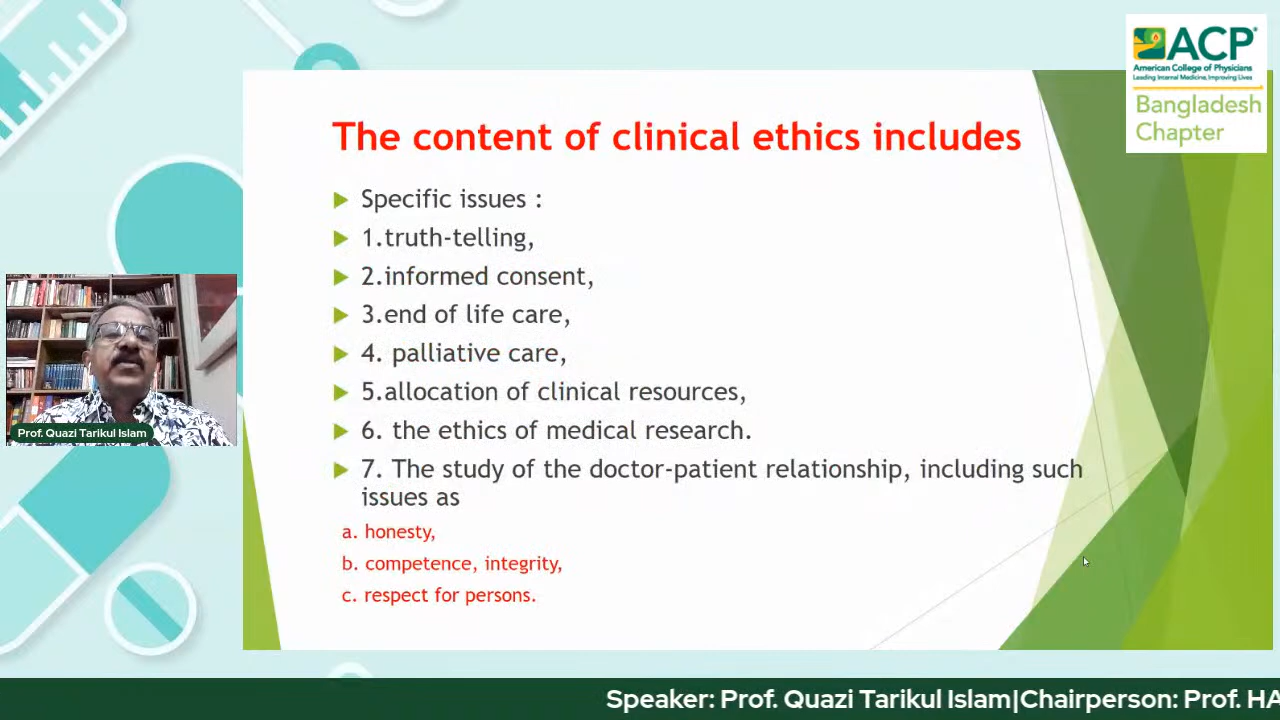 ACP
American College of Physicians
Leading Internal Medicine, Improving Lives
Bangladesh
Chapter
The content of clinical ethics includes
Specific issues :
1.truth-telling,
2.informed consent,
3.end of life care,
4. palliative care,
5.allocation of clinical resources,
6. the ethics of medical research.
7. The study of the doctor-patient relationship, including such
issues as
a. honesty,
b. competence, integrity,
c. respect for persons.
Prof. Quazi Tarikul Islam
Speaker: Prof. Quazi Tarikul Islam|Chairperson: Prof. HA